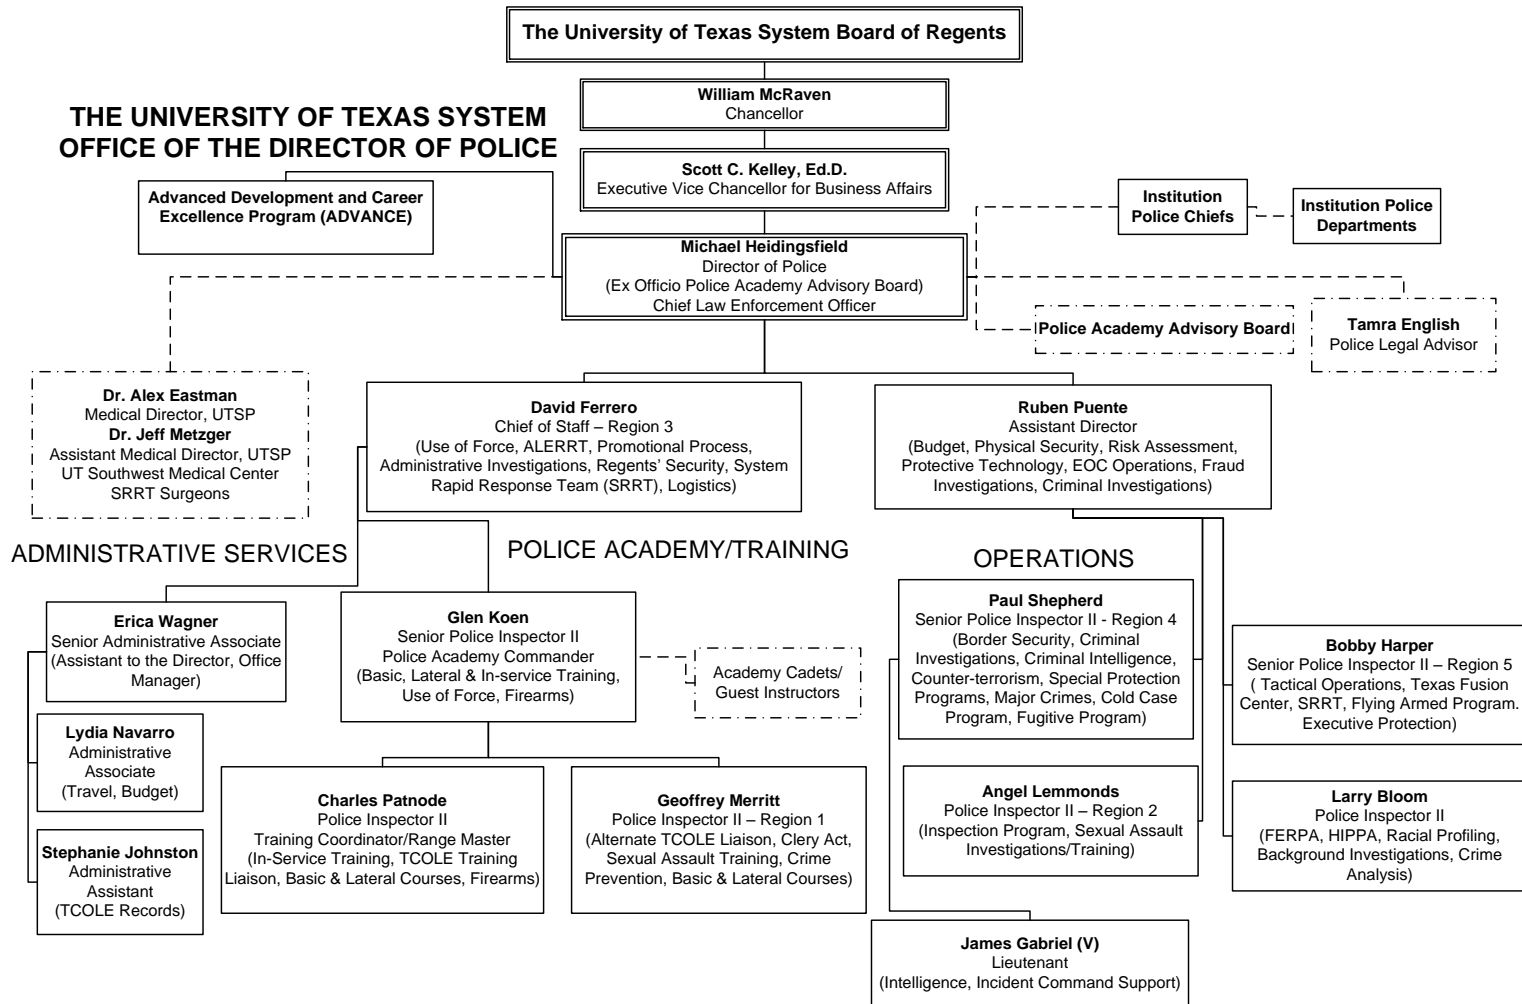 The University of Texas System Board of Regents
William McRaven
Chancellor
THE UNIVERSITY OF TEXAS SYSTEM
OFFICE OF THE DIRECTOR OF POLICE
Scott C. Kelley, Ed.D.
Executive Vice Chancellor for Business Affairs
Advanced Development and Career
Excellence Program (ADVANCE)
Institution
Police Chiefs
Institution Police
Departments
Michael Heidingsfield
Director of Police
(Ex Officio Police Academy Advisory Board)
Chief Law Enforcement Officer
Police Academy Advisory Board
Tamra English
Police Legal Advisor
Dr. Alex Eastman
Medical Director, UTSP
Dr. Jeff Metzger
Assistant Medical Director, UTSP
UT Southwest Medical Center
SRRT Surgeons
David Ferrero
Chief of Staff – Region 3
(Use of Force, ALERRT, Promotional Process,
Administrative Investigations, Regents' Security, System
Rapid Response Team (SRRT), Logistics)
Ruben Puente
Assistant Director
(Budget, Physical Security, Risk Assessment,
Protective Technology, EOC Operations, Fraud
Investigations, Criminal Investigations)
ADMINISTRATIVE SERVICES
POLICE ACADEMY/TRAINING
OPERATIONS
Erica Wagner
Senior Administrative Associate
(Assistant to the Director, Office
Manager)
Glen Koen
Senior Police Inspector II
Police Academy Commander
(Basic, Lateral & In-service Training,
Use of Force, Firearms)
Academy Cadets/
Guest Instructors
Paul Shepherd
Senior Police Inspector II - Region 4
(Border Security, Criminal
Investigations, Criminal Intelligence,
Counter-terrorism, Special Protection
Programs, Major Crimes, Cold Case
Program, Fugitive Program)
Bobby Harper
Senior Police Inspector II – Region 5
( Tactical Operations, Texas Fusion
Center, SRRT, Flying Armed Program.
Executive Protection)
Lydia Navarro
Administrative
Associate
(Travel, Budget)
Charles Patnode
Police Inspector II
Training Coordinator/Range Master
(In-Service Training, TCOLE Training
Liaison, Basic & Lateral Courses, Firearms)
Geoffrey Merritt
Police Inspector II – Region 1
(Alternate TCOLE Liaison, Clery Act,
Sexual Assault Training, Crime
Prevention, Basic & Lateral Courses)
Angel Lemmonds
Police Inspector II – Region 2
(Inspection Program, Sexual Assault
Investigations/Training)
Larry Bloom
Police Inspector II
(FERPA, HIPPA, Racial Profiling,
Background Investigations, Crime
Analysis)
Stephanie Johnston
Administrative
Assistant
(TCOLE Records)
James Gabriel (V)
Lieutenant
(Intelligence, Incident Command Support)